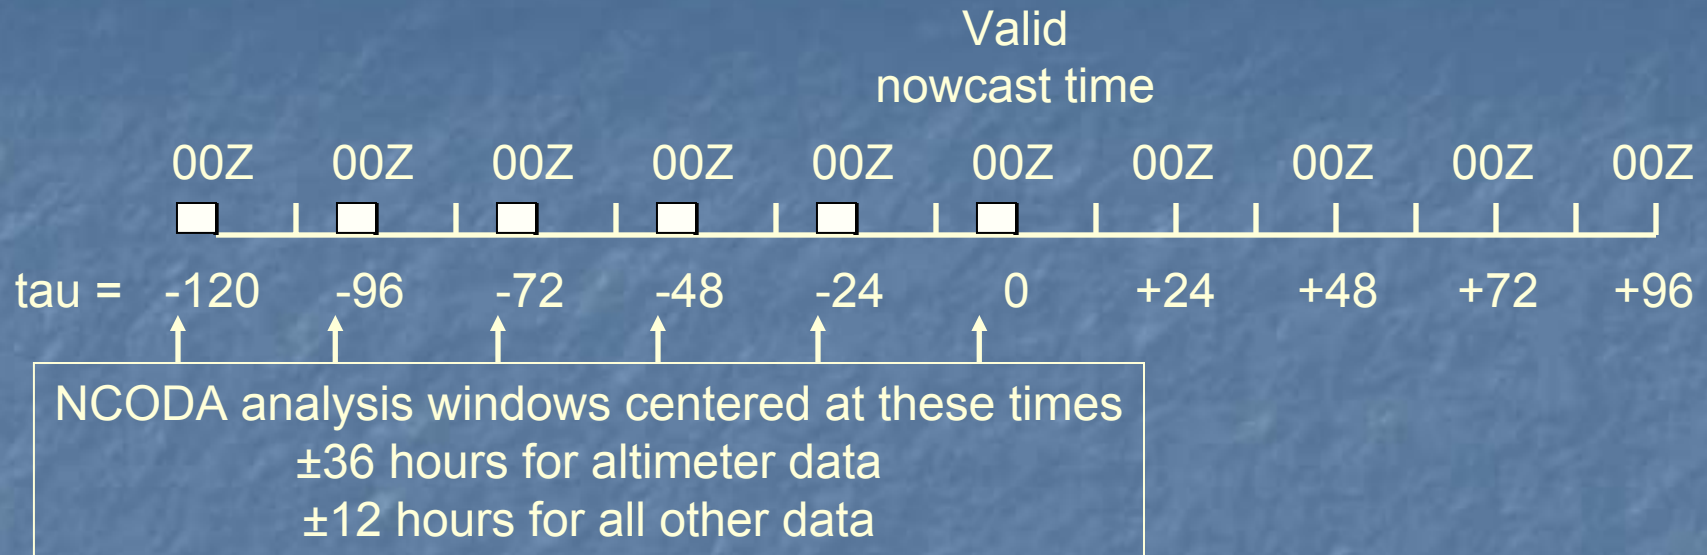 Valid
nowcast time
00Z 00Z 00Z 00Z 00Z 00Z 00Z 00Z 00Z 00Z
tau = -120 -96 -72 -48 -24 0 +24 +48 +72 +96
NCODA analysis windows centered at these times
±36 hours for altimeter data
±12 hours for all other data